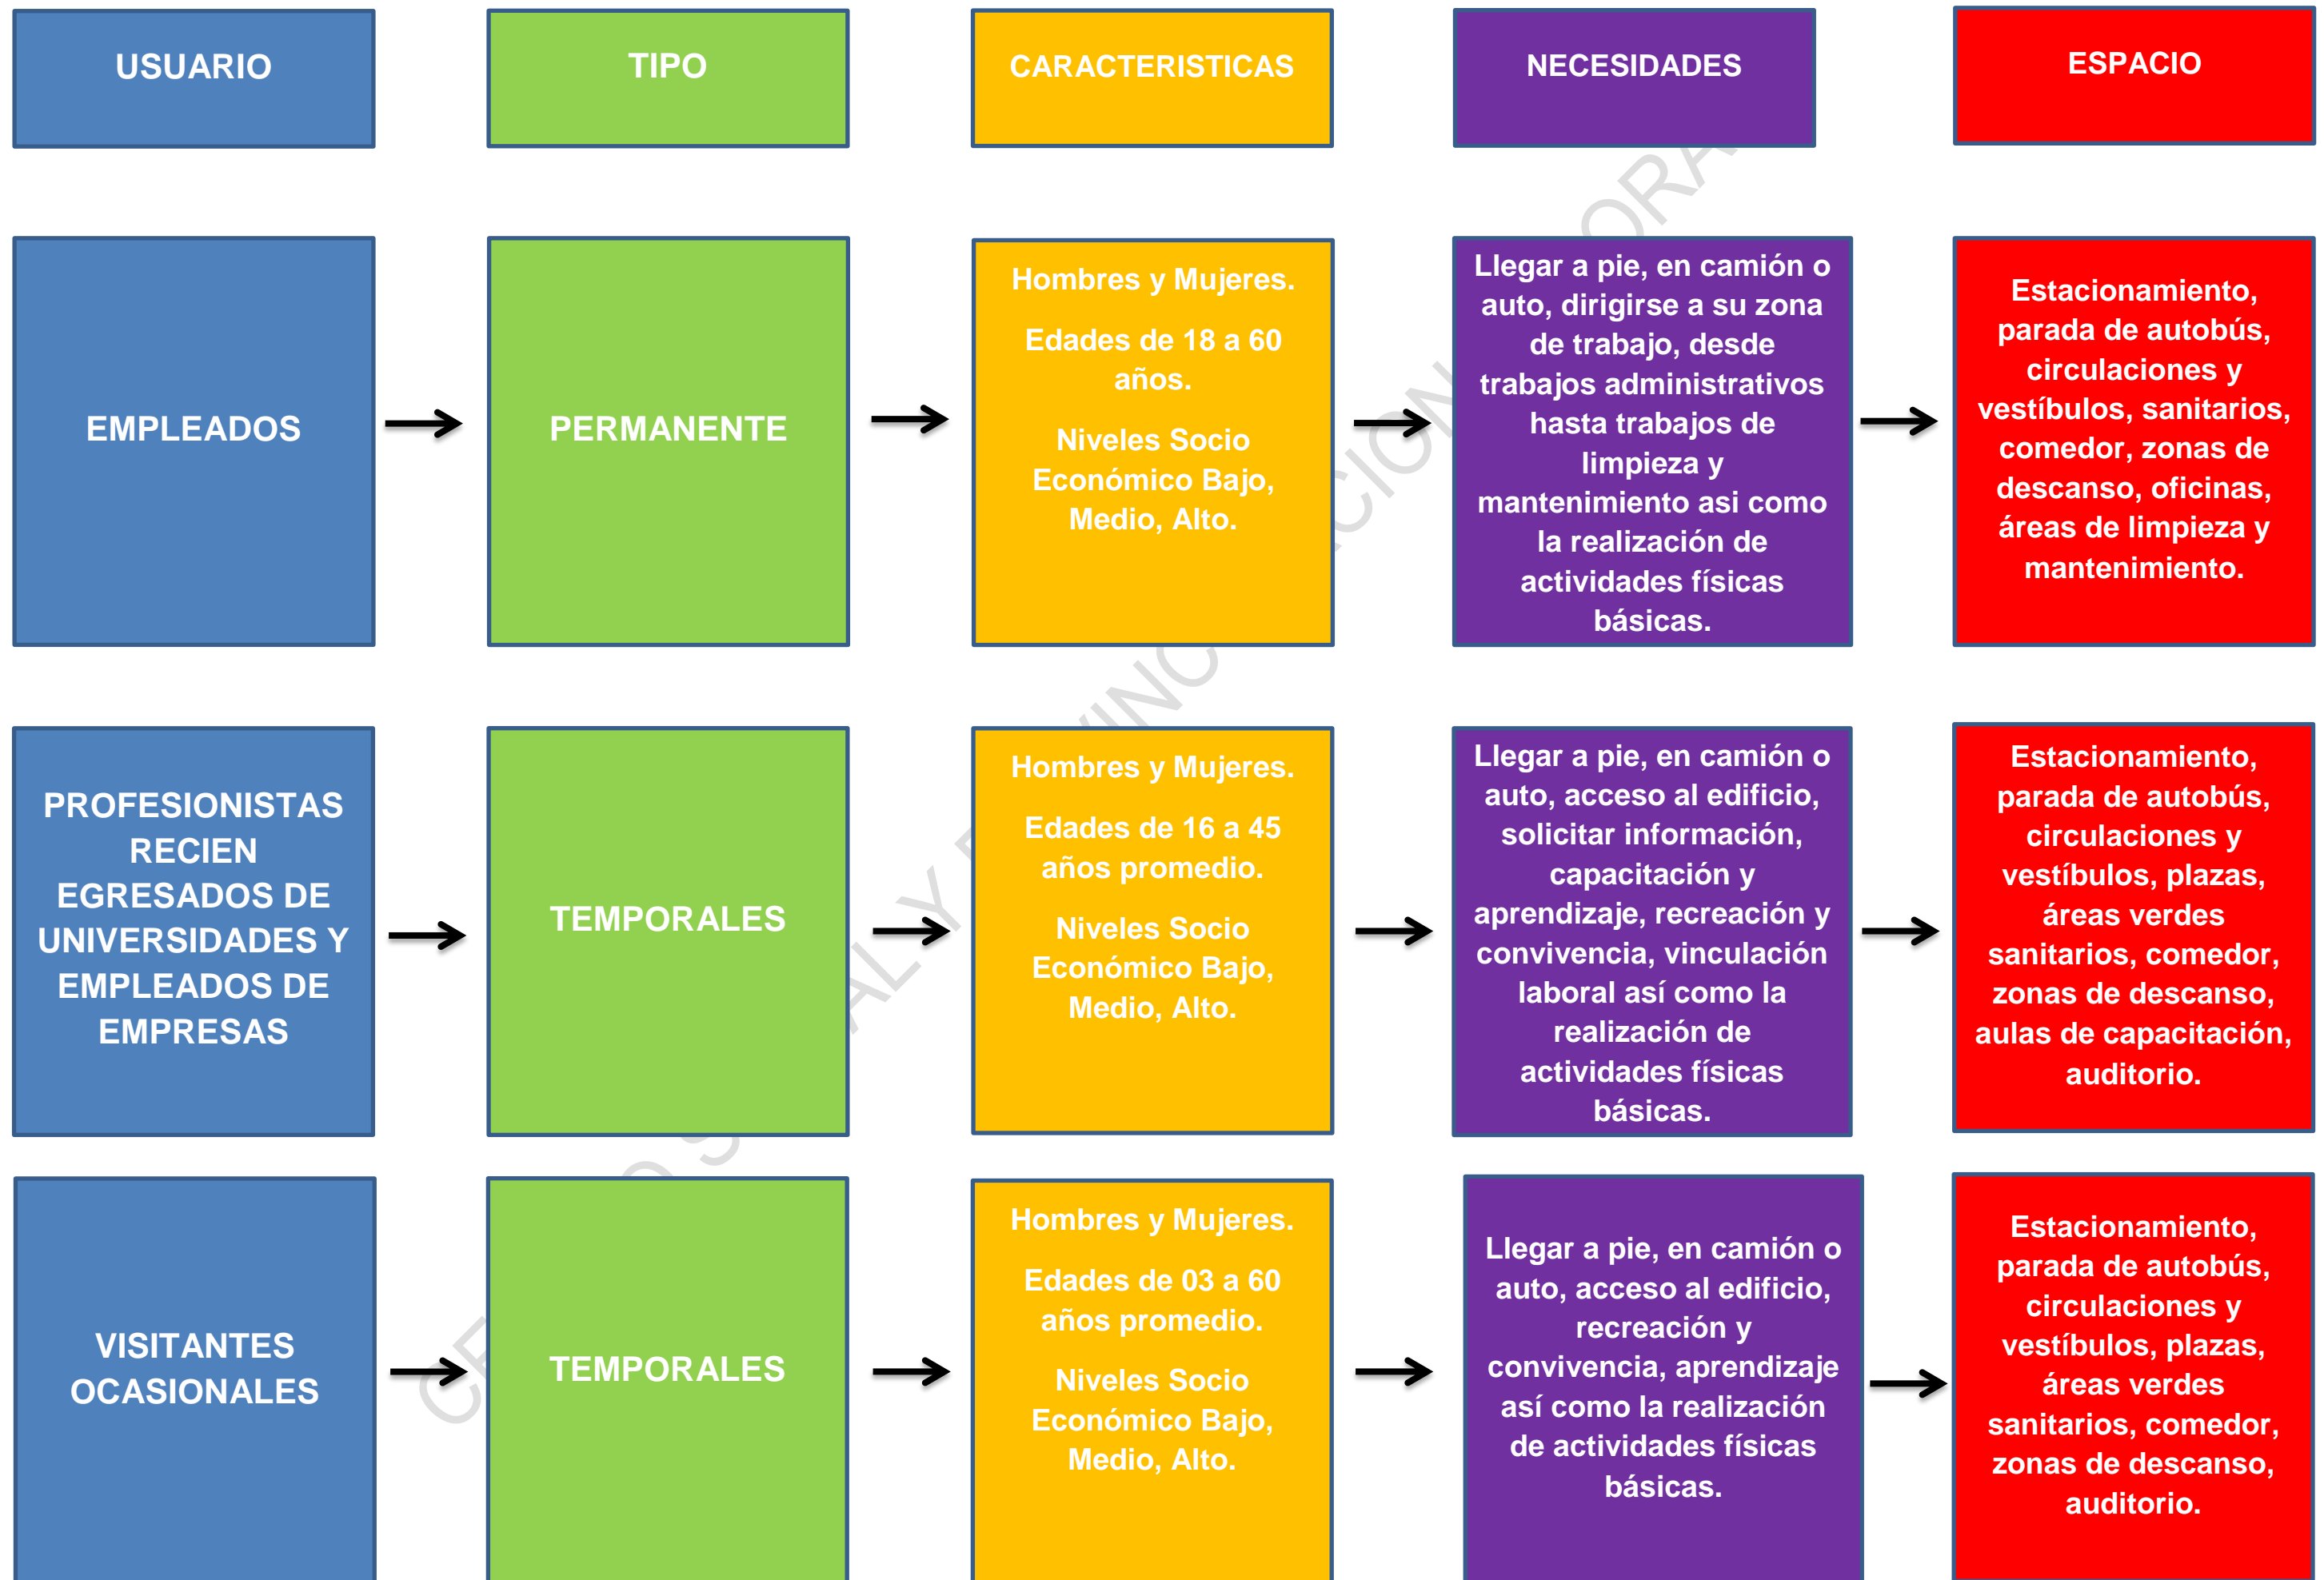 USUARIO
TIPO
CARACTERISTICAS
NECESIDADES
ESPACIO
EMPLEADOS
PERMANENTE
Hombres y Mujeres.
Edades de 18 a 60
años.
Niveles Socio
Económico Bajo,
Medio, Alto.
Llegar a pie, en camión o
auto, dirigirse a su zona
de trabajo, desde
trabajos administrativos
hasta trabajos de
limpieza y
mantenimiento asi como
la realización de
actividades físicas
básicas.
Estacionamiento,
parada de autobús,
circulaciones y
vestíbulos, sanitarios,
comedor, zonas de
descanso, oficinas,
áreas de limpieza y
mantenimiento.
PROFESIONISTAS
RECIEN
EGRESADOS DE
UNIVERSIDADES Y
EMPLEADOS DE
EMPRESAS
TEMPORALES
Hombres y Mujeres.
Edades de 16 a 45
años promedio.
Niveles Socio
Económico Bajo,
Medio, Alto.
Llegar a pie, en camión o
auto, acceso al edificio,
solicitar información,
capacitación y
aprendizaje, recreación y
convivencia, vinculación
laboral así como la
realización de
actividades físicas
básicas.
Estacionamiento,
parada de autobús,
circulaciones y
vestíbulos, plazas,
áreas verdes
sanitarios, comedor,
zonas de descanso,
aulas de capacitación,
auditorio.
VISITANTES
OCASIONALES
TEMPORALES
Hombres y Mujeres.
Edades de 03 a 60
años promedio.
Niveles Socio
Económico Bajo,
Medio, Alto.
Llegar a pie, en camión o
auto, acceso al edificio,
recreación y
convivencia, aprendizaje
así como la realización
de actividades físicas
básicas.
Estacionamiento,
parada de autobús,
circulaciones y
vestíbulos, plazas,
áreas verdes
sanitarios, comedor,
zonas de descanso,
auditorio.